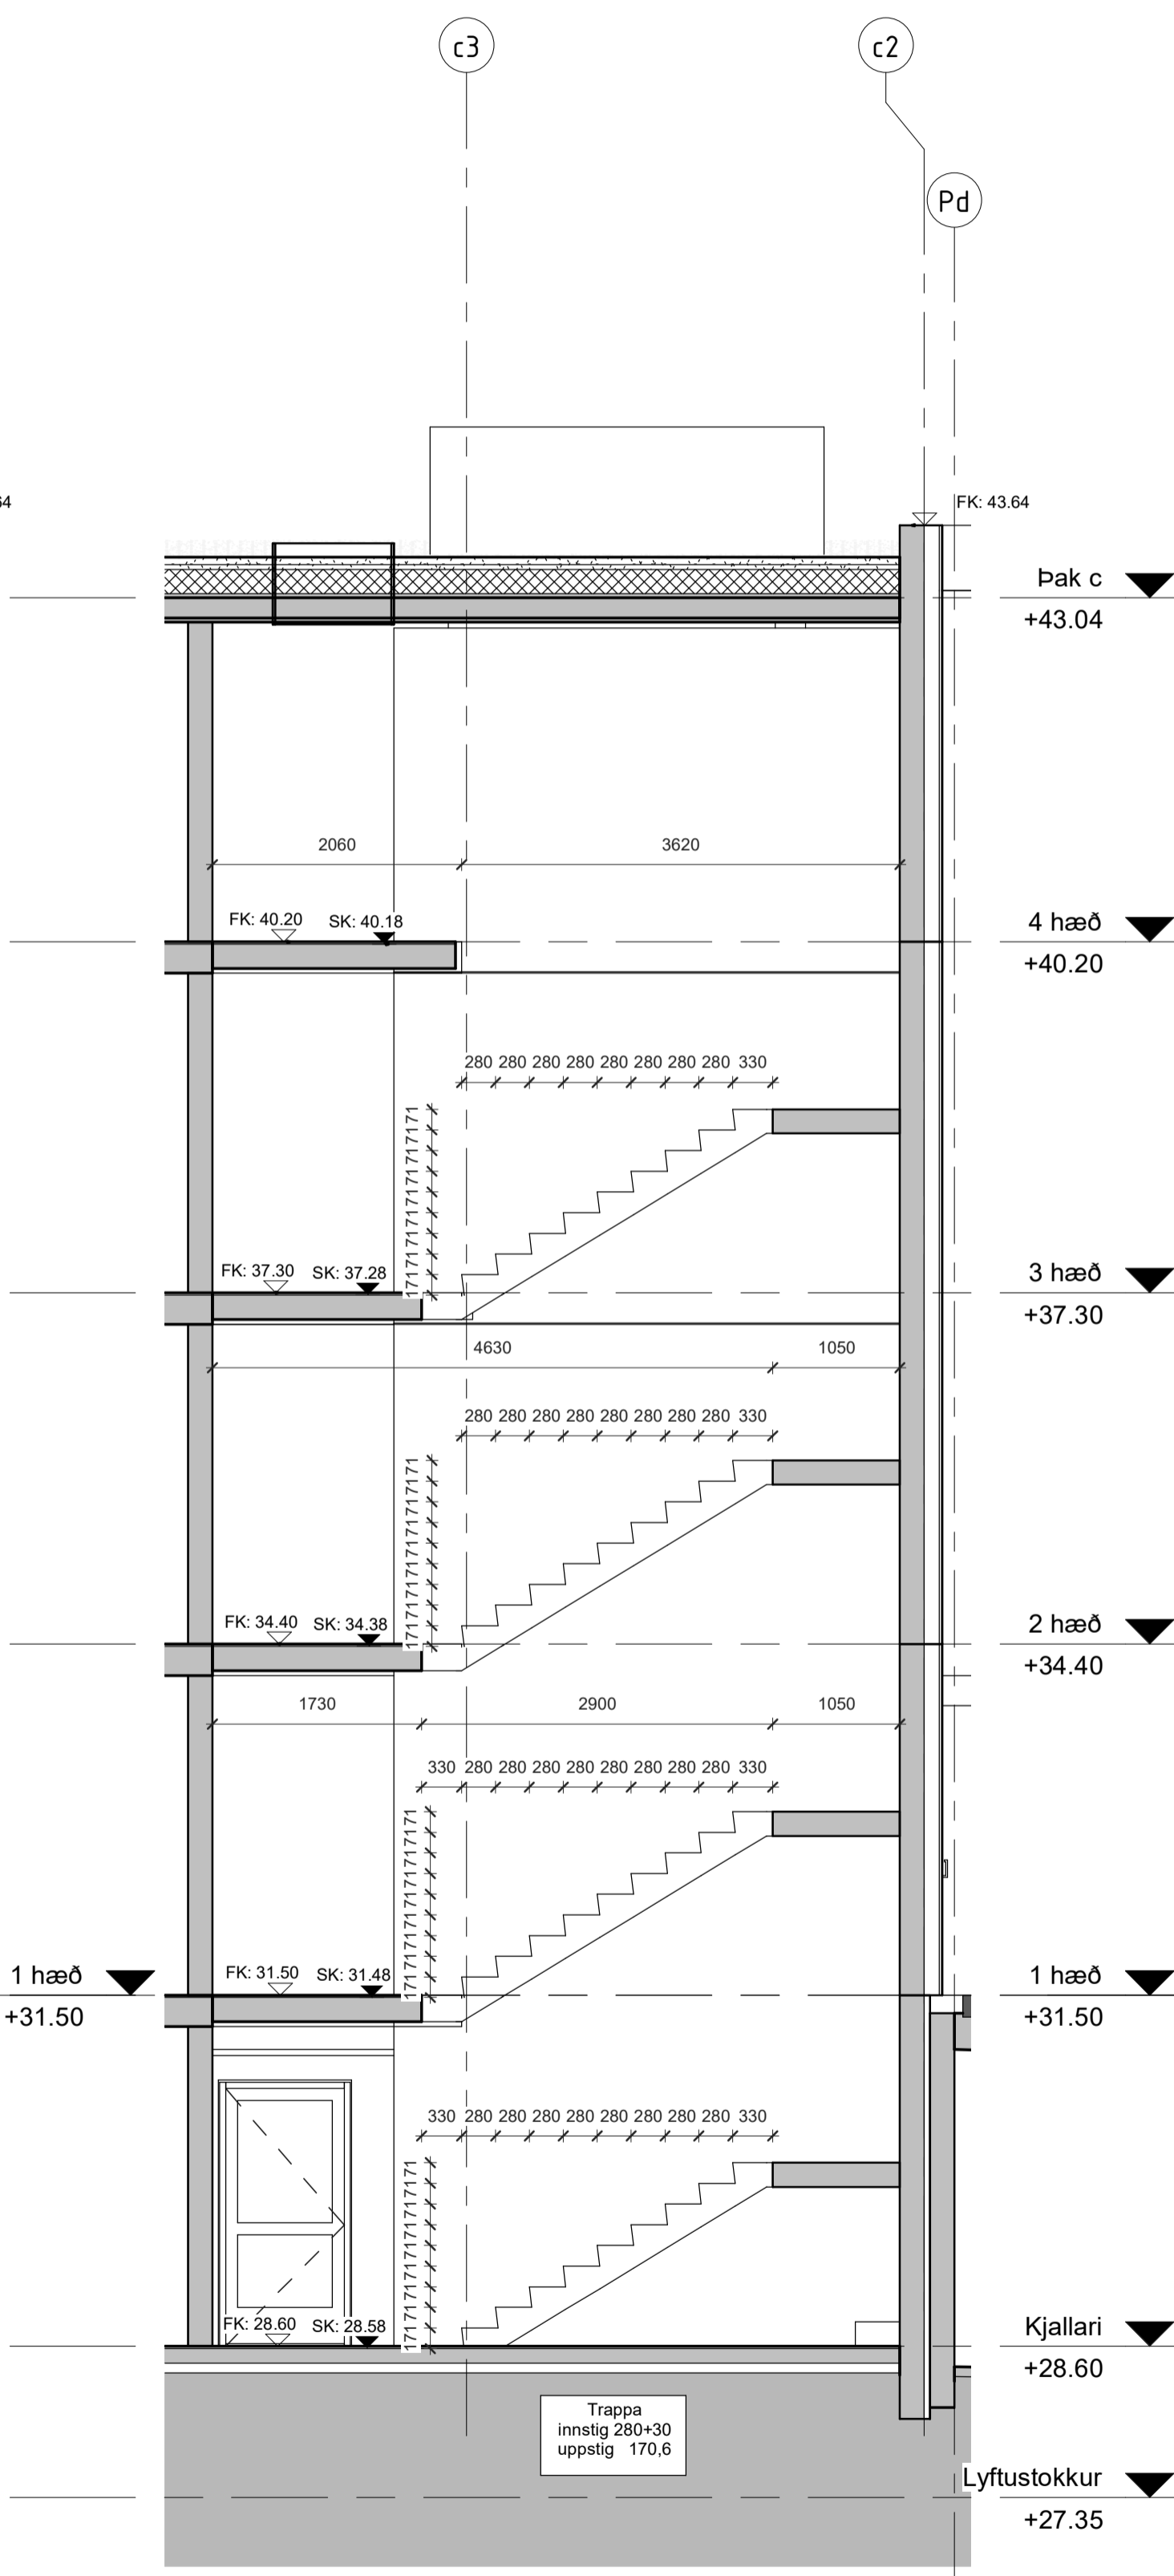 c3
c2
Pd
64
FK: 43.64
Þak c
+43.04
2060
3620
FK: 40.20
SK: 40.18
4 hæð
+40.20
280 280 280 280 280 280 280 280 330
171171171171171171171171171
FK: 37.30
SK: 37.28
3 hæð
+37.30
4630
1050
280 280 280 280 280 280 280 280 330
171171171171171171171171171
FK: 34.40
SK: 34.38
2 hæð
+34.40
1730
2900
1050
330 280 280 280 280 280 280 280 280 330
171171171171171171171171171
1 hæð
+31.50
FK: 31.50
SK: 31.48
1 hæð
+31.50
330 280 280 280 280 280 280 280 280 330
171171171171171171171171171
FK: 28.60
SK: 28.58
Kjallari
+28.60
Trappa
innstig 280+30
uppstig 170,6
Lyftustokkur
+27.35